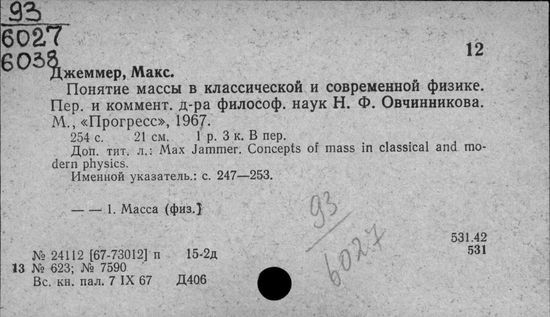 93
6027
6038
12
Джеммер, Макс.
Понятие массы в классической и современной физике.
Пер. и коммент. д-ра философ. наук Н. Ф. Овчинникова.
М., «Прогресс», 1967.
254 с. 21 см. 1 р. 3 к. В пер.
Доп. тит. л.: Max Jammer. Concepts of mass in classical and mo-
dern physics.
Именной указатель.: с. 247—253.
— — 1. Масса (физ.)
93
6027
531.42
531
№ 24112 [67-73012] п 15-2д
13 № 623; № 7590
Вс. кн. пал. 7 IX 67 Д406